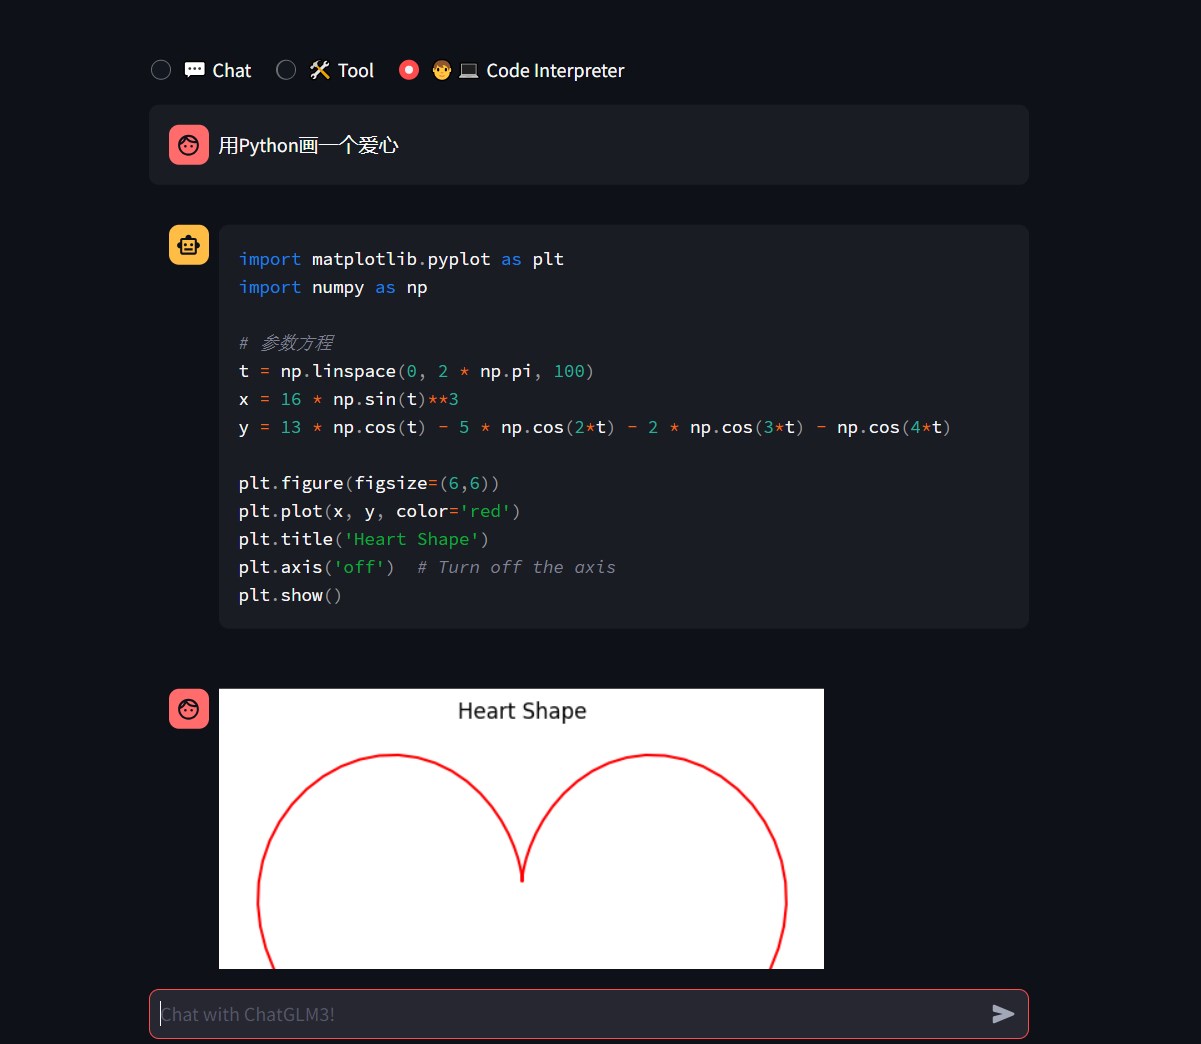 Chat Tool Code Interpreter
用Python画一个爱心
import matplotlib.pyplot as plt
import numpy as np
# 参数方程
t = np.linspace(0, 2 * np.pi, 100)
x = 16 * np.sin(t)**3
y = 13 * np.cos(t) - 5 * np.cos(2*t) - 2 * np.cos(3*t) - np.cos(4*t)
plt.figure(figsize=(6,6))
plt.plot(x, y, color='red')
plt.title('Heart Shape')
plt.axis('off')  # Turn off the axis
plt.show()
Heart Shape
Chat with ChatGLM3!